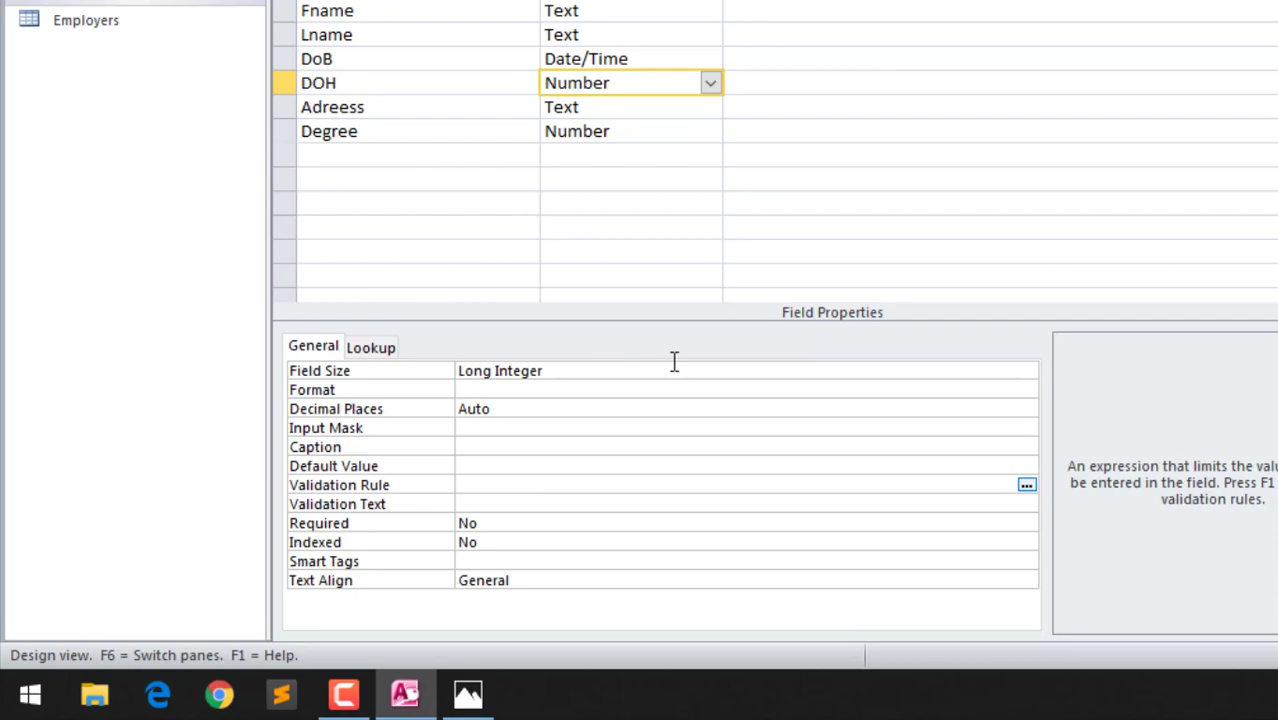 Employers
Fname Text
Lname Text
DoB Date/Time
DOH Number
Adreess Text
Degree Number
Field Properties
General Lookup
Field Size Long Integer
Format
Decimal Places Auto
Input Mask
Caption
Default Value
Validation Rule ...
Validation Text
Required No
Indexed No
Smart Tags
Text Align General
An expression that limits the valu
be entered in the field. Press F1
validation rules.
Design view. F6 = Switch panes. F1 = Help.